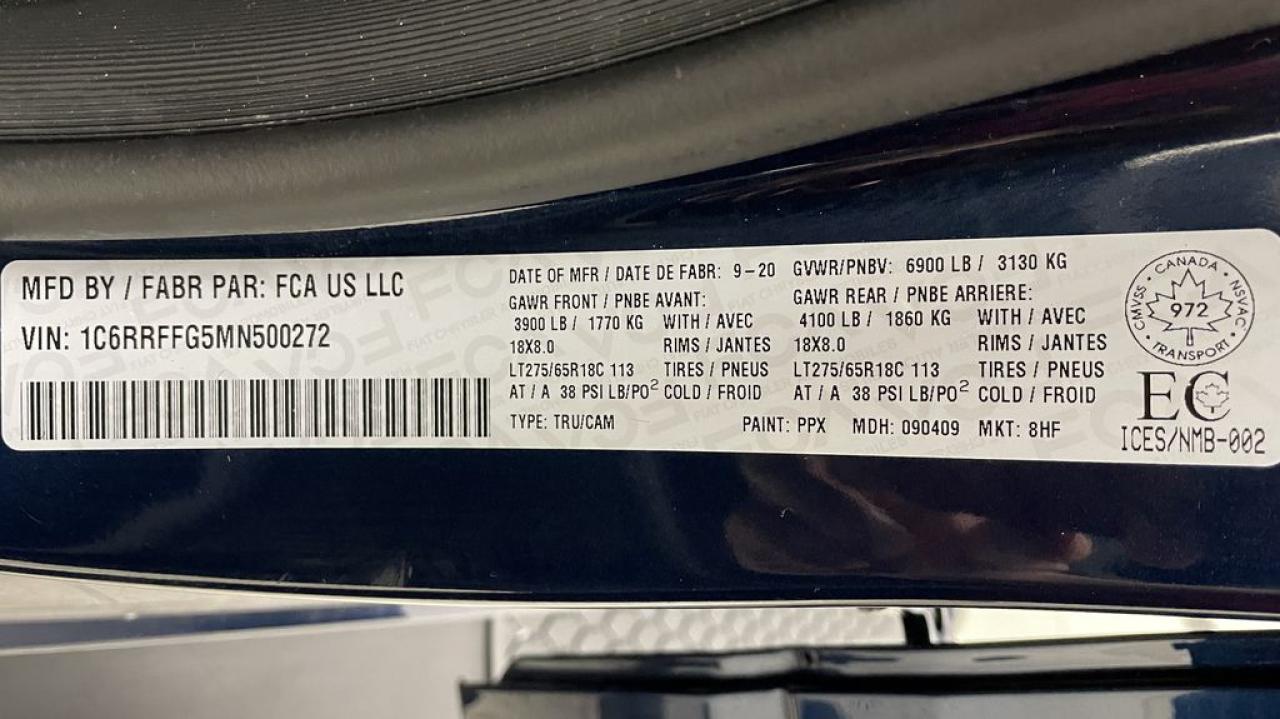 MFD BY / FABR PAR: FCA US LLC
VIN: 1C6RRFFG5MN500272
DATE OF MFR / DATE DE FABR: 9-20 GVWR/PNBV: 6900 LB / 3130 KG
GAWR FRONT / PNBE AVANT: GAWR REAR / PNBE ARRIERE:
3900 LB / 1770 KG WITH / AVEC 4100 LB / 1860 KG WITH / AVEC
18X8.0 RIMS / JANTES 18X8.0 RIMS / JANTES
LT275/65R18C 113 TIRES / PNEUS LT275/65R18C 113 TIRES / PNEUS
AT / A 38 PSI LB/PO² COLD / FROID AT / A 38 PSI LB/PO² COLD / FROID
TYPE: TRU/CAM PAINT: PPX MDH: 090409 MKT: 8HF
CANADA
CMVSS 972 NSVAC
TRANSPORT
EC
ICES/NMB-002